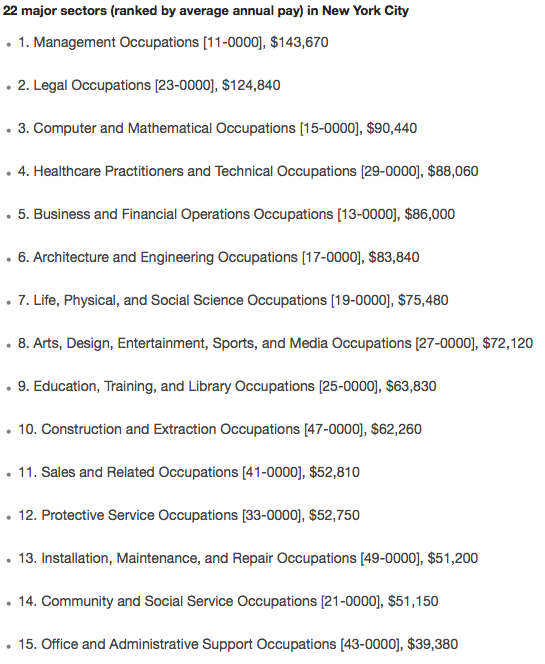 22 major sectors (ranked by average annual pay) in New York City
• 1. Management Occupations [11-0000], $143,670
• 2. Legal Occupations [23-0000], $124,840
• 3. Computer and Mathematical Occupations [15-0000], $90,440
• 4. Healthcare Practitioners and Technical Occupations [29-0000], $88,060
• 5. Business and Financial Operations Occupations [13-0000], $86,000
• 6. Architecture and Engineering Occupations [17-0000], $83,840
• 7. Life, Physical, and Social Science Occupations [19-0000], $75,480
• 8. Arts, Design, Entertainment, Sports, and Media Occupations [27-0000], $72,120
• 9. Education, Training, and Library Occupations [25-0000], $63,830
• 10. Construction and Extraction Occupations [47-0000], $62,260
• 11. Sales and Related Occupations [41-0000], $52,810
• 12. Protective Service Occupations [33-0000], $52,750
• 13. Installation, Maintenance, and Repair Occupations [49-0000], $51,200
• 14. Community and Social Service Occupations [21-0000], $51,150
• 15. Office and Administrative Support Occupations [43-0000], $39,380